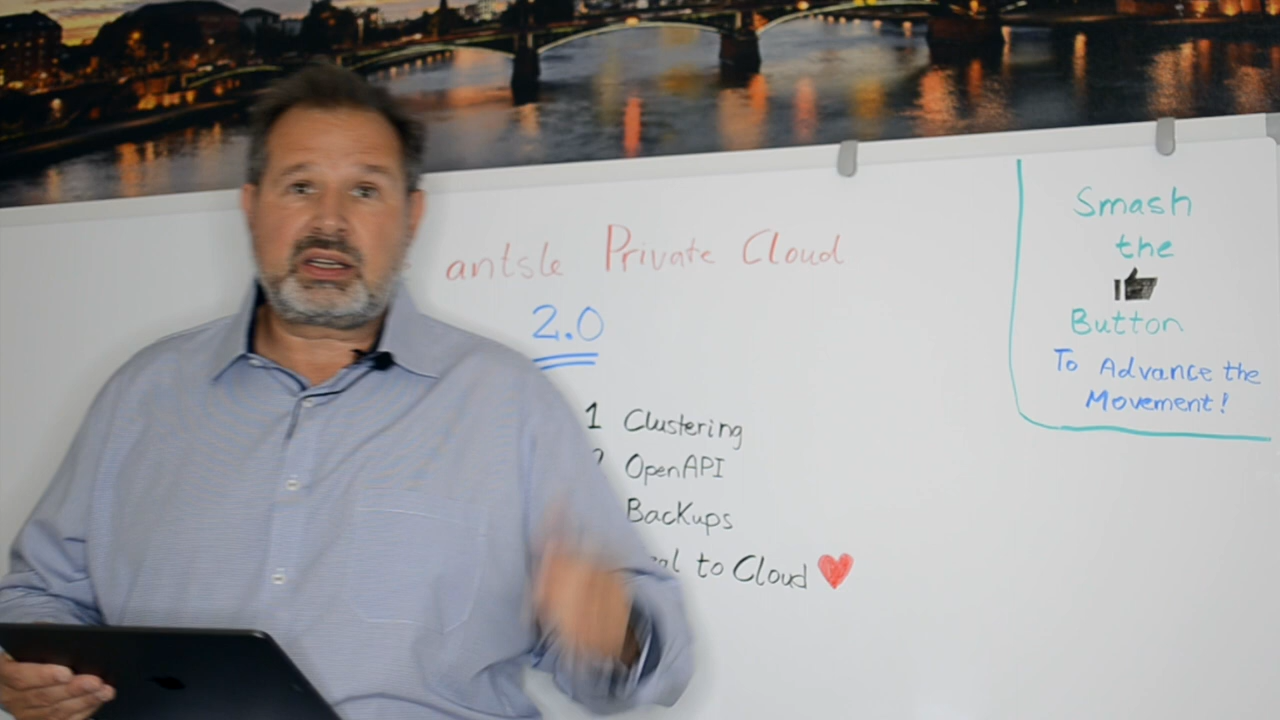 antsle Private Cloud
2.0
1 Clustering
OpenAPI
Backups
to Cloud
Smash
the
Button
To Advance the
Movement!